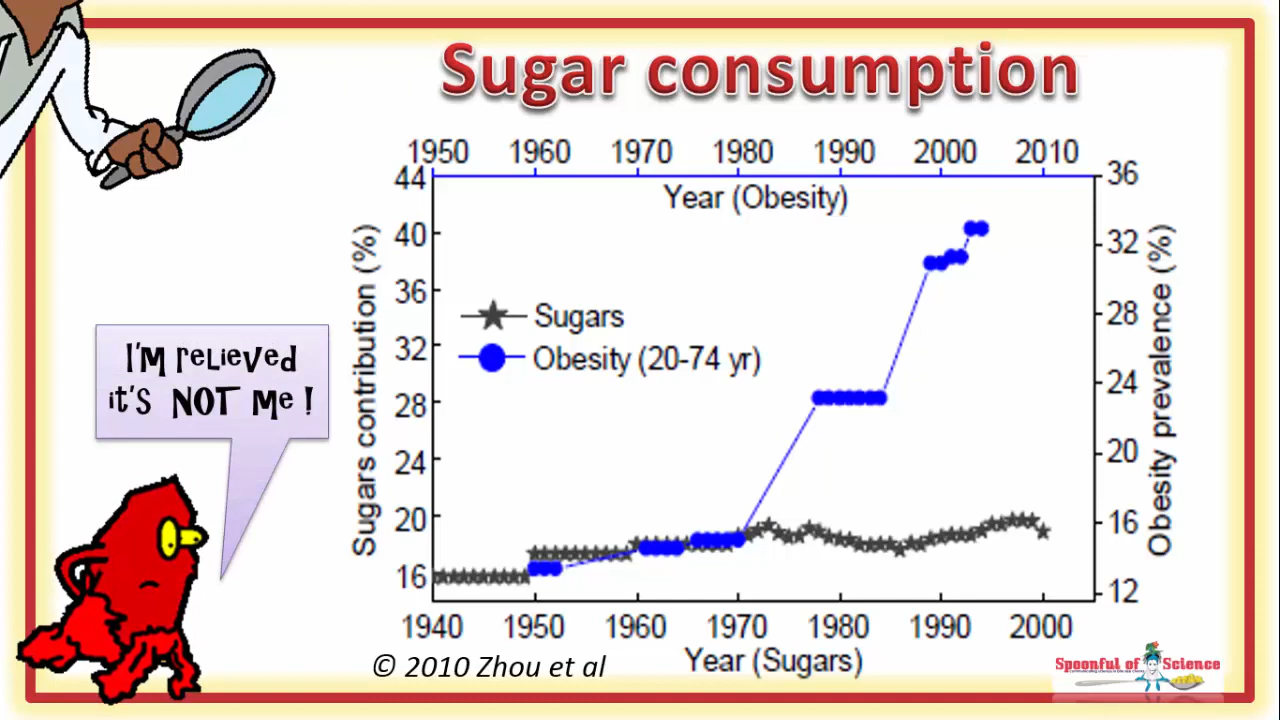 Sugar consumption
1950 1960 1970 1980 1990 2000 2010
Year (Obesity)
44
40
36
32
28
24
20
16
Sugars contribution (%)
Sugars
Obesity (20-74 yr)
36
32
28
24
20
16
12
Obesity prevalence (%)
1940 1950 1960 1970 1980 1990 2000
Year (Sugars)
I'M ReLieVeD
it's NOT Me !
© 2010 Zhou et al
Spoonful of Science